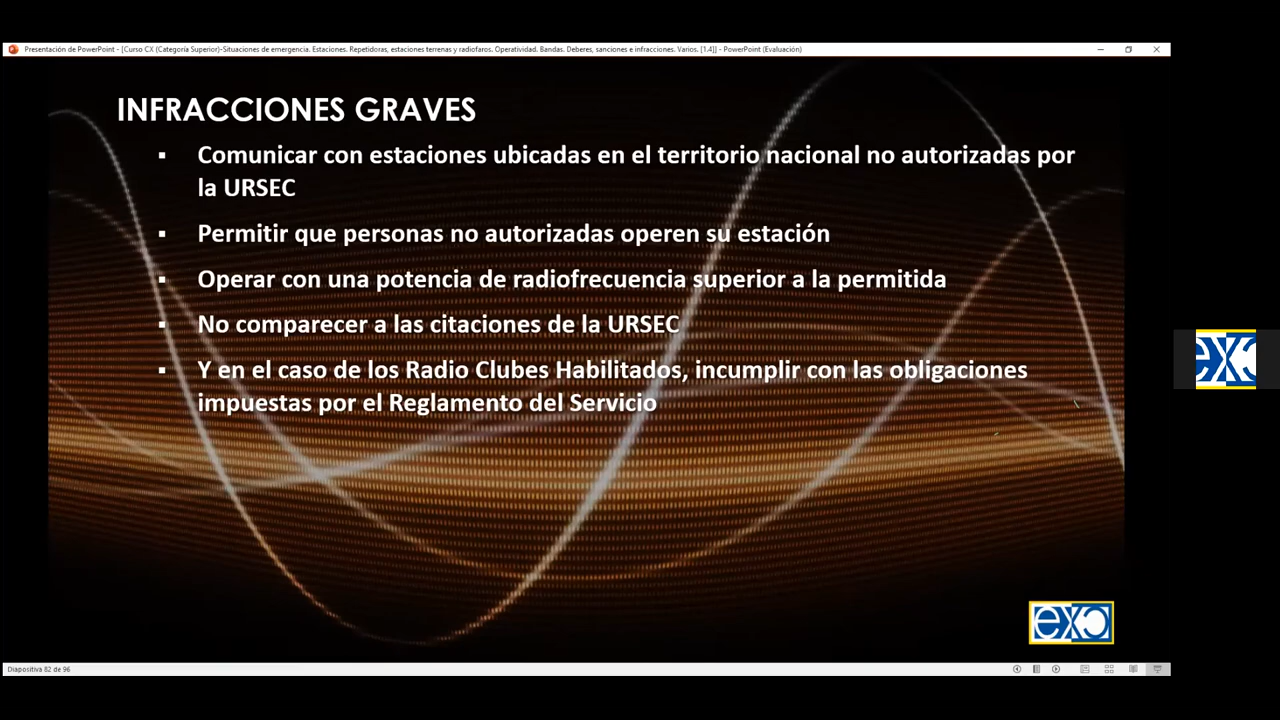 Presentación de PowerPoint - [Curso CX (Categoría Superior)-Situaciones de emergencia. Estaciones. Repetidoras, estaciones terrenas y radiofaros. Operatividad. Bandas. Deberes, sanciones e infracciones. Varios. [1.4]] - PowerPoint (Evaluación)
INFRACCIONES GRAVES
▪ Comunicar con estaciones ubicadas en el territorio nacional no autorizadas por
la URSEC
▪ Permitir que personas no autorizadas operen su estación
▪ Operar con una potencia de radiofrecuencia superior a la permitida
▪ No comparecer a las citaciones de la URSEC
▪ Y en el caso de los Radio Clubes Habilitados, incumplir con las obligaciones
impuestas por el Reglamento del Servicio
Diapositiva 82 de 96